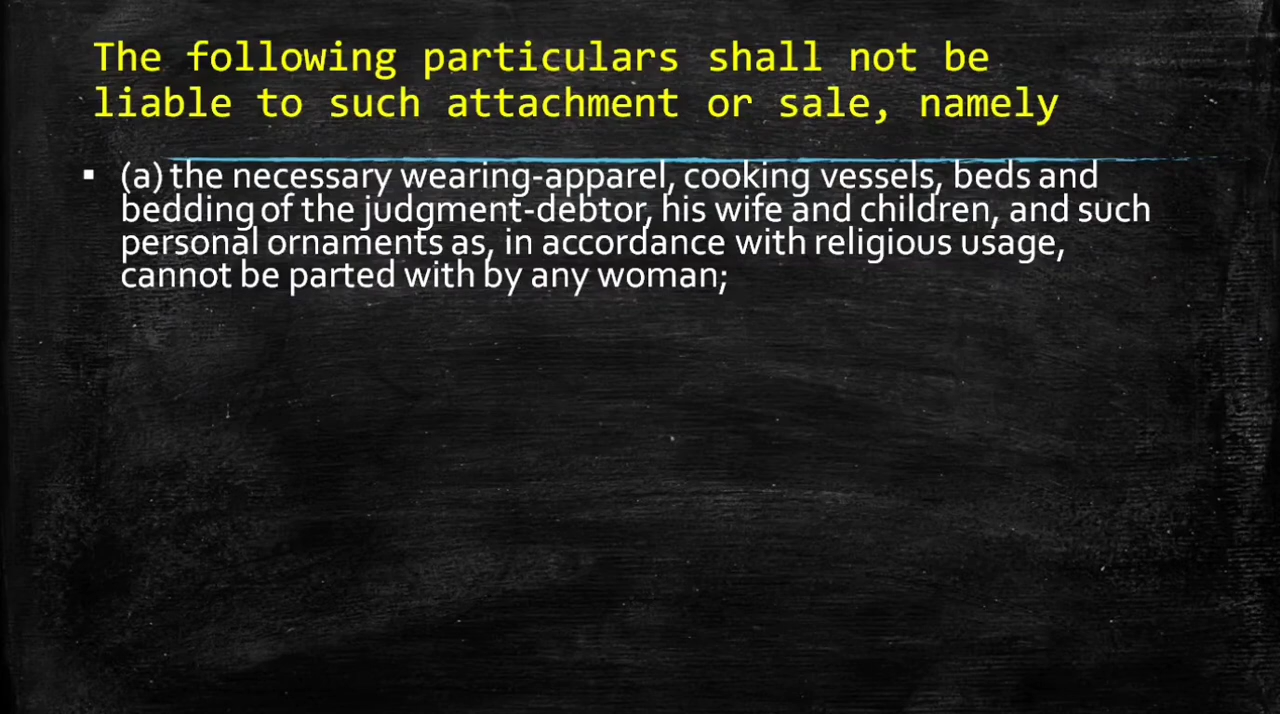 The following particulars shall not be
liable to such attachment or sale, namely
▪ (a) the necessary wearing-apparel, cooking vessels, beds and
bedding of the judgment-debtor, his wife and children, and such
personal ornaments as, in accordance with religious usage,
cannot be parted with by any woman;